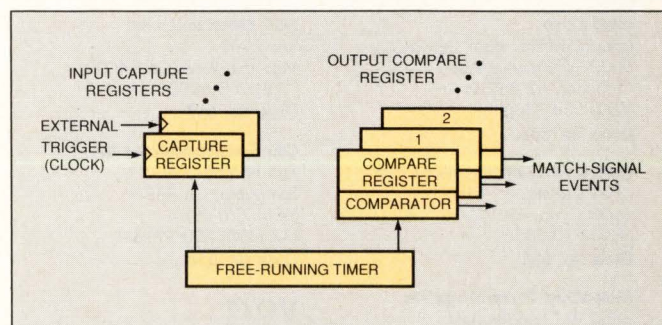 INPUT CAPTURE
REGISTERS
EXTERNAL
TRIGGER
(CLOCK)
CAPTURE
REGISTER
OUTPUT COMPARE
REGISTER
2
1
COMPARE
REGISTER
COMPARATOR
MATCH-SIGNAL
EVENTS
FREE-RUNNING TIMER